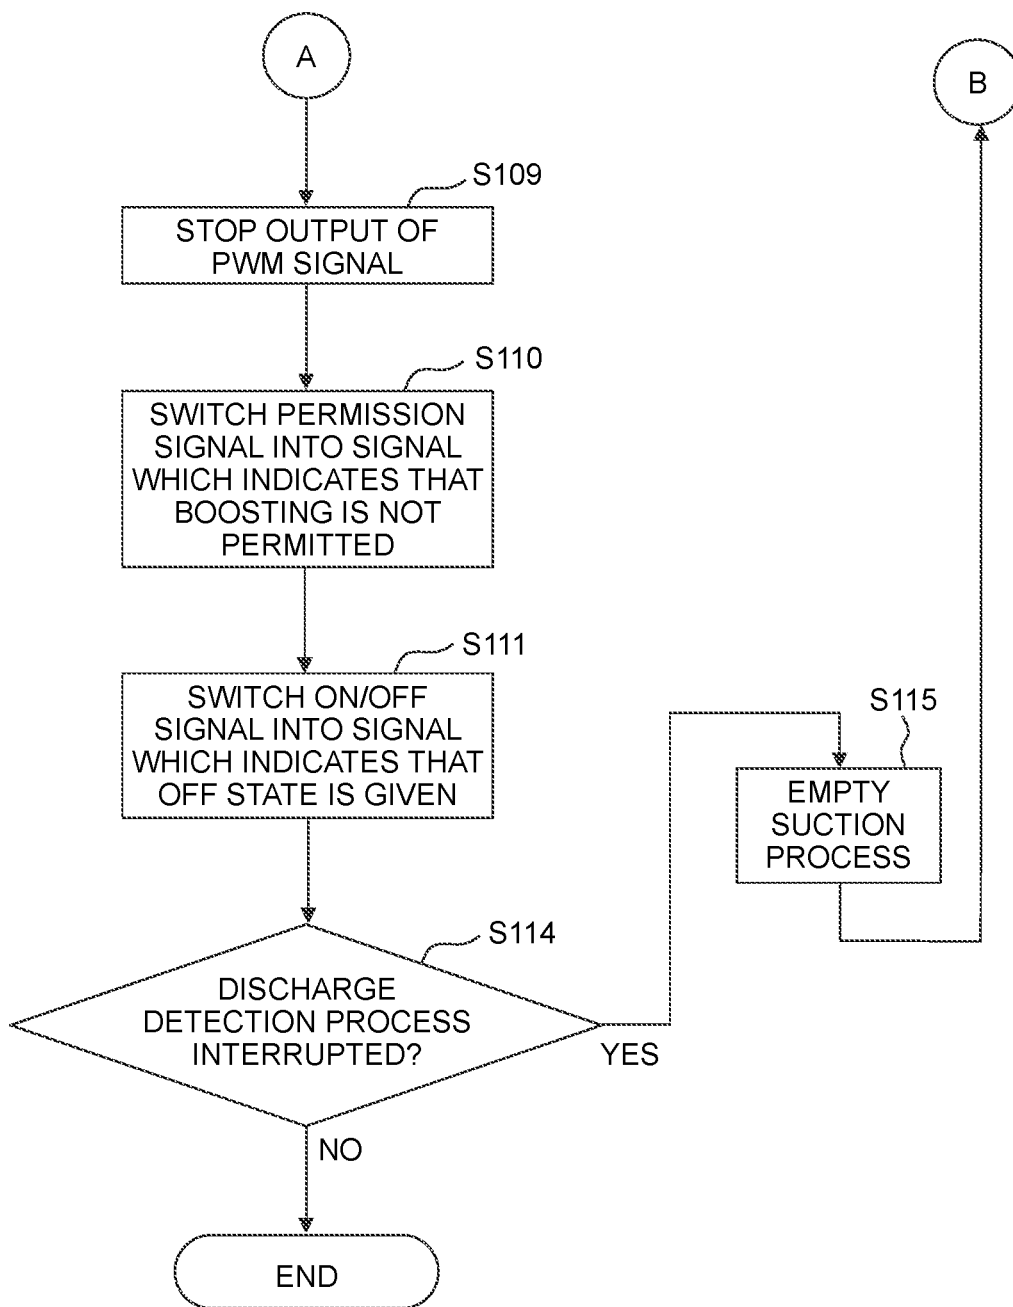 A
B
S109
STOP OUTPUT OF
PWM SIGNAL
S110
SWITCH PERMISSION
SIGNAL INTO SIGNAL
WHICH INDICATES THAT
BOOSTING IS NOT
PERMITTED
S111
SWITCH ON/OFF
SIGNAL INTO SIGNAL
WHICH INDICATES THAT
OFF STATE IS GIVEN
S115
EMPTY
SUCTION
PROCESS
S114
DISCHARGE
DETECTION PROCESS
INTERRUPTED?
YES
NO
END